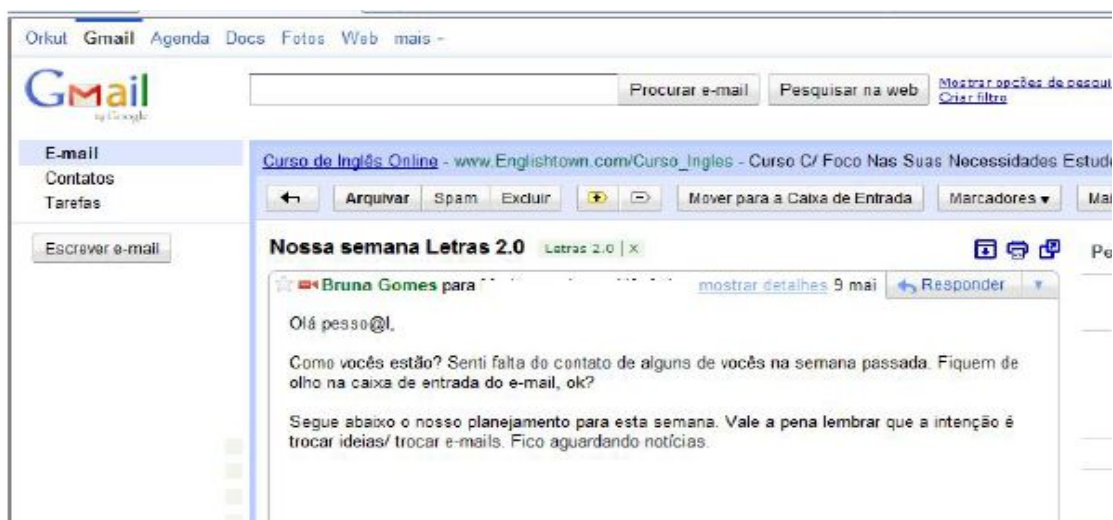 Orkut Gmail Agenda Docs Fotos Web mais
Gmail
by Google
Procurar e-mail Pesquisar na web Mostrar opções de pesqui
Criar filtro
E-mail
Contatos
Tarefas
Escrever e-mail
Curso de Inglês Online - www.Englishtown.com/Curso_Ingles - Curso C/ Foco Nas Suas Necessidades Estude
Arquivar Spam Excluir Mover para a Caixa de Entrada Marcadores Mai
Nossa semana Letras 2.0 Letras 2.0 | x
Pe
Bruna Gomes para mostrar detalhes 9 mai Responder
Olá pesso@l,
Como vocês estão? Senti falta do contato de alguns de vocês na semana passada. Fiquem de
olho na caixa de entrada do e-mail, ok?
Segue abaixo o nosso planejamento para esta semana. Vale a pena lembrar que a intenção é
trocar ideias/ trocar e-mails. Fico aguardando notícias.